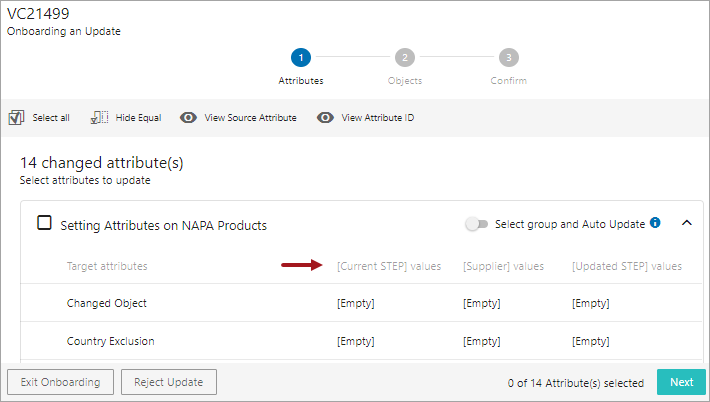 VC21499
Onboarding an Update
1 2 3
Attributes Objects Confirm
Select all Hide Equal View Source Attribute View Attribute ID
14 changed attribute(s)
Select attributes to update
Setting Attributes on NAPA Products Select group and Auto Update i
Target attributes [Current STEP] values [Supplier] values [Updated STEP] values
Changed Object [Empty] [Empty] [Empty]
Country Exclusion [Empty] [Empty] [Empty]
Exit Onboarding Reject Update 0 of 14 Attribute(s) selected Next